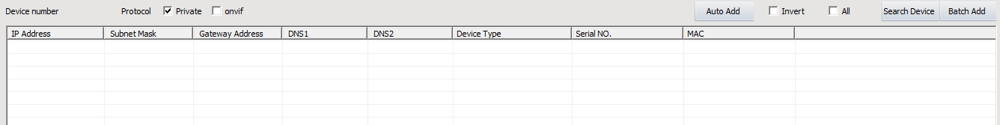 Device number Protocol Private onvif Auto Add Invert All Search Device Batch Add
IP Address Subnet Mask Gateway Address DNS1 DNS2 Device Type Serial NO. MAC